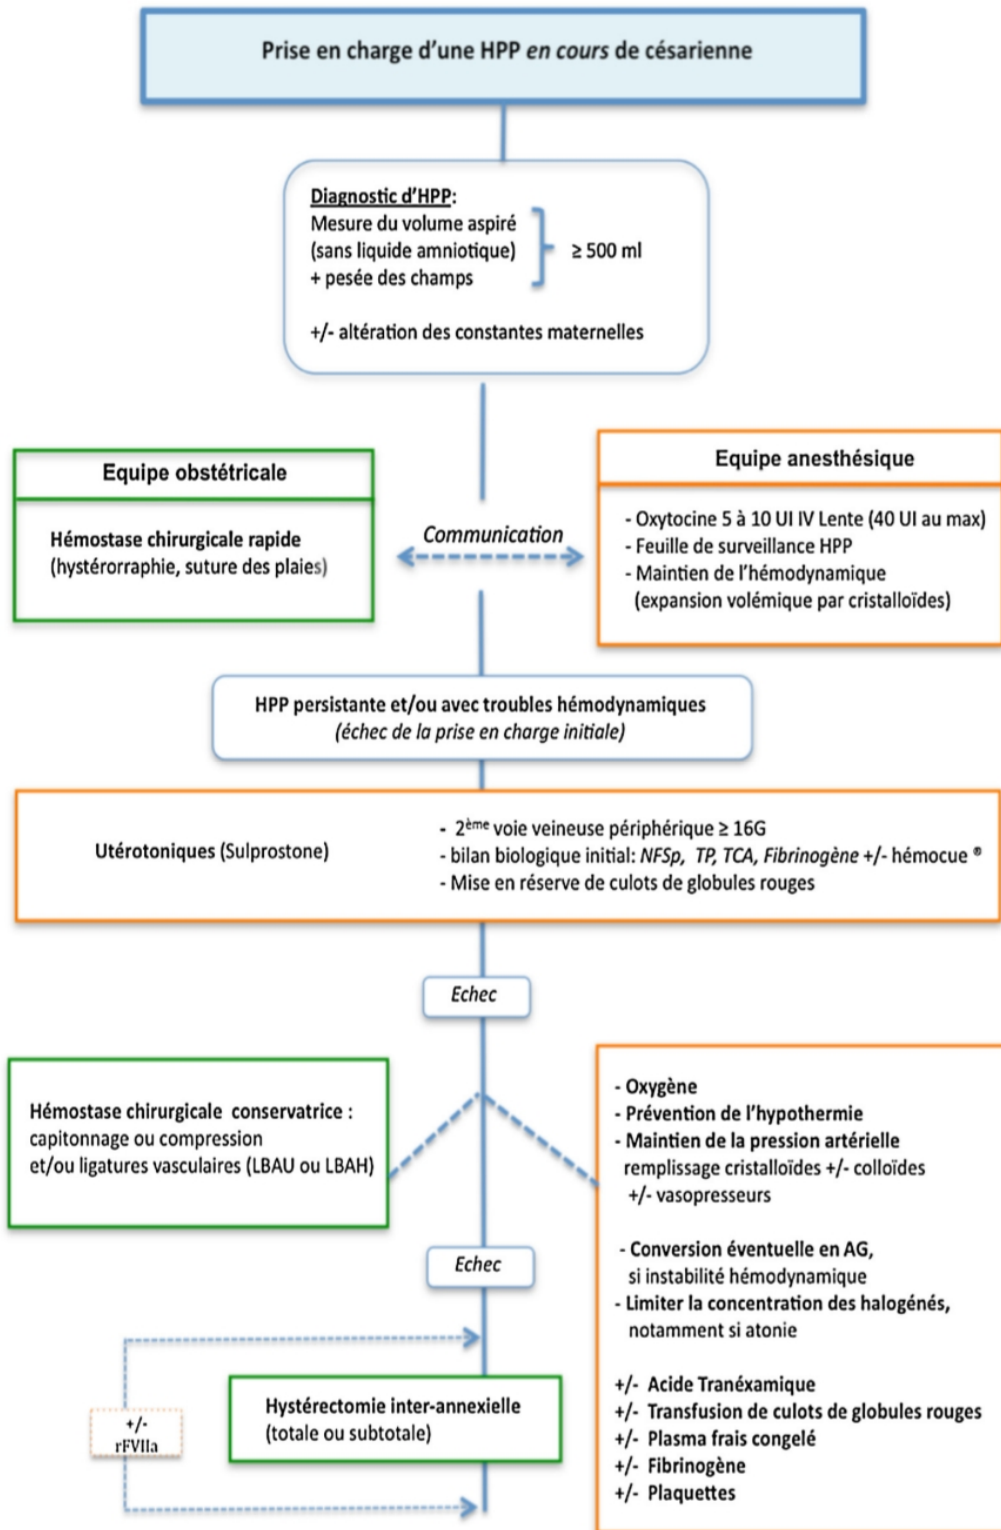 Prise en charge d'une HPP en cours de césarienne
Diagnostic d'HPP:
Mesure du volume aspiré
(sans liquide amniotique)
+ pesée des champs
≥ 500 ml
+/- altération des constantes maternelles
Equipe obstétricale
Hémostase chirurgicale rapide
(hystérorraphie, suture des plaies)
Communication
Equipe anesthésique
- Oxytocine 5 à 10 UI IV Lente (40 UI au max)
- Feuille de surveillance HPP
- Maintien de l'hémodynamique
(expansion volémique par cristalloïdes)
HPP persistante et/ou avec troubles hémodynamiques
(échec de la prise en charge initiale)
Utérotoniques (Sulprostone)
- 2ème voie veineuse périphérique ≥ 16G
- bilan biologique initial: NFSp, TP, TCA, Fibrinogène +/- hémocue ®
- Mise en réserve de culots de globules rouges
Echec
Hémostase chirurgicale conservatrice :
capitonnage ou compression
et/ou ligatures vasculaires (LBAU ou LBAH)
- Oxygène
- Prévention de l'hypothermie
- Maintien de la pression artérielle
remplissage cristalloïdes +/- colloïdes
+/- vasopresseurs
- Conversion éventuelle en AG,
si instabilité hémodynamique
- Limiter la concentration des halogénés,
notamment si atonie
+/- Acide Tranéxamique
+/- Transfusion de culots de globules rouges
+/- Plasma frais congelé
+/- Fibrinogène
+/- Plaquettes
Echec
+/-
rFVIIa
Hystérectomie inter-annexielle
(totale ou subtotale)